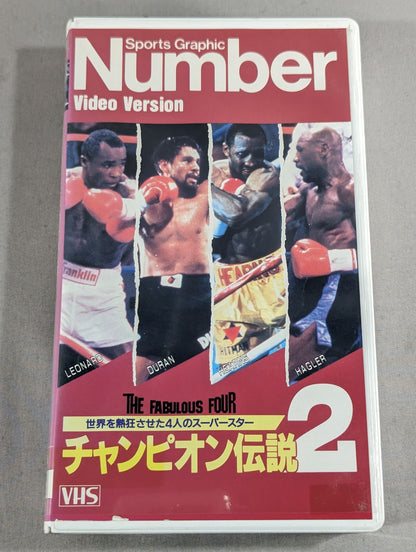 Sports Graphic
Number
Video Version
Franklin
HEARNS
HITMAN
LEONARD
DURAN
HAGLER
THE FABULOUS FOUR
世界を熱狂させた4人のスーパースター
チャンピオン伝説2
VHS